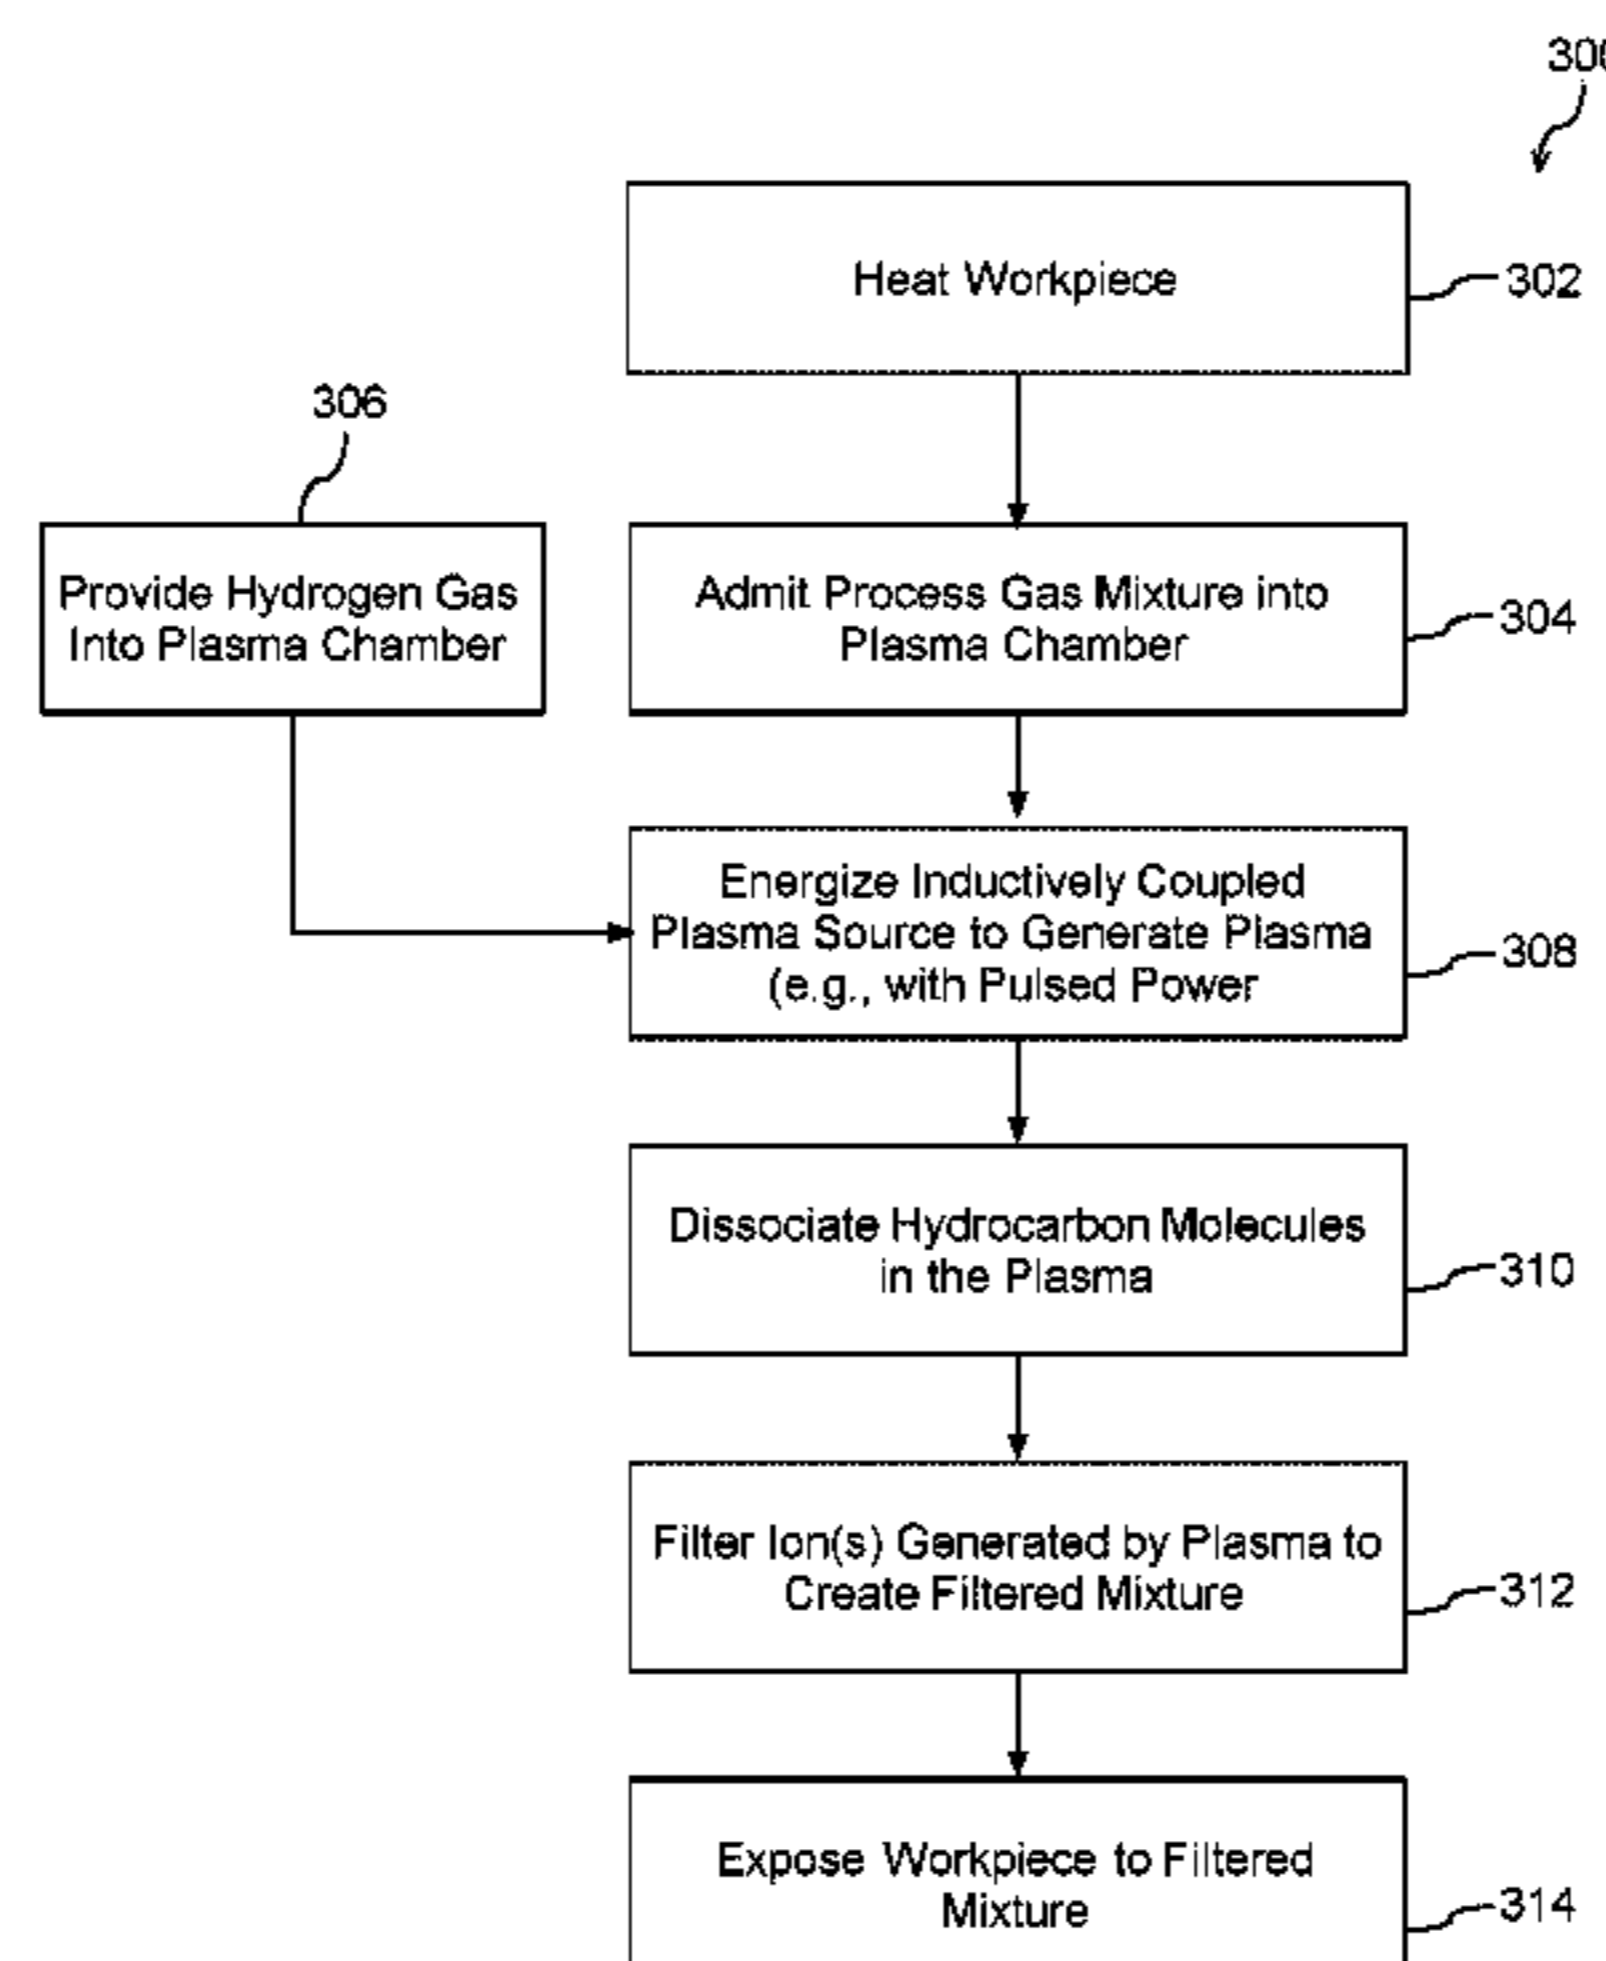 300
Heat Workpiece
302
306
Provide Hydrogen Gas
Into Plasma Chamber
Admit Process Gas Mixture into
Plasma Chamber
304
Energize Inductively Coupled
Plasma Source to Generate Plasma
(e.g., with Pulsed Power
308
Dissociate Hydrocarbon Molecules
in the Plasma
310
Filter Ion(s) Generated by Plasma to
Create Filtered Mixture
312
Expose Workpiece to Filtered
Mixture
314